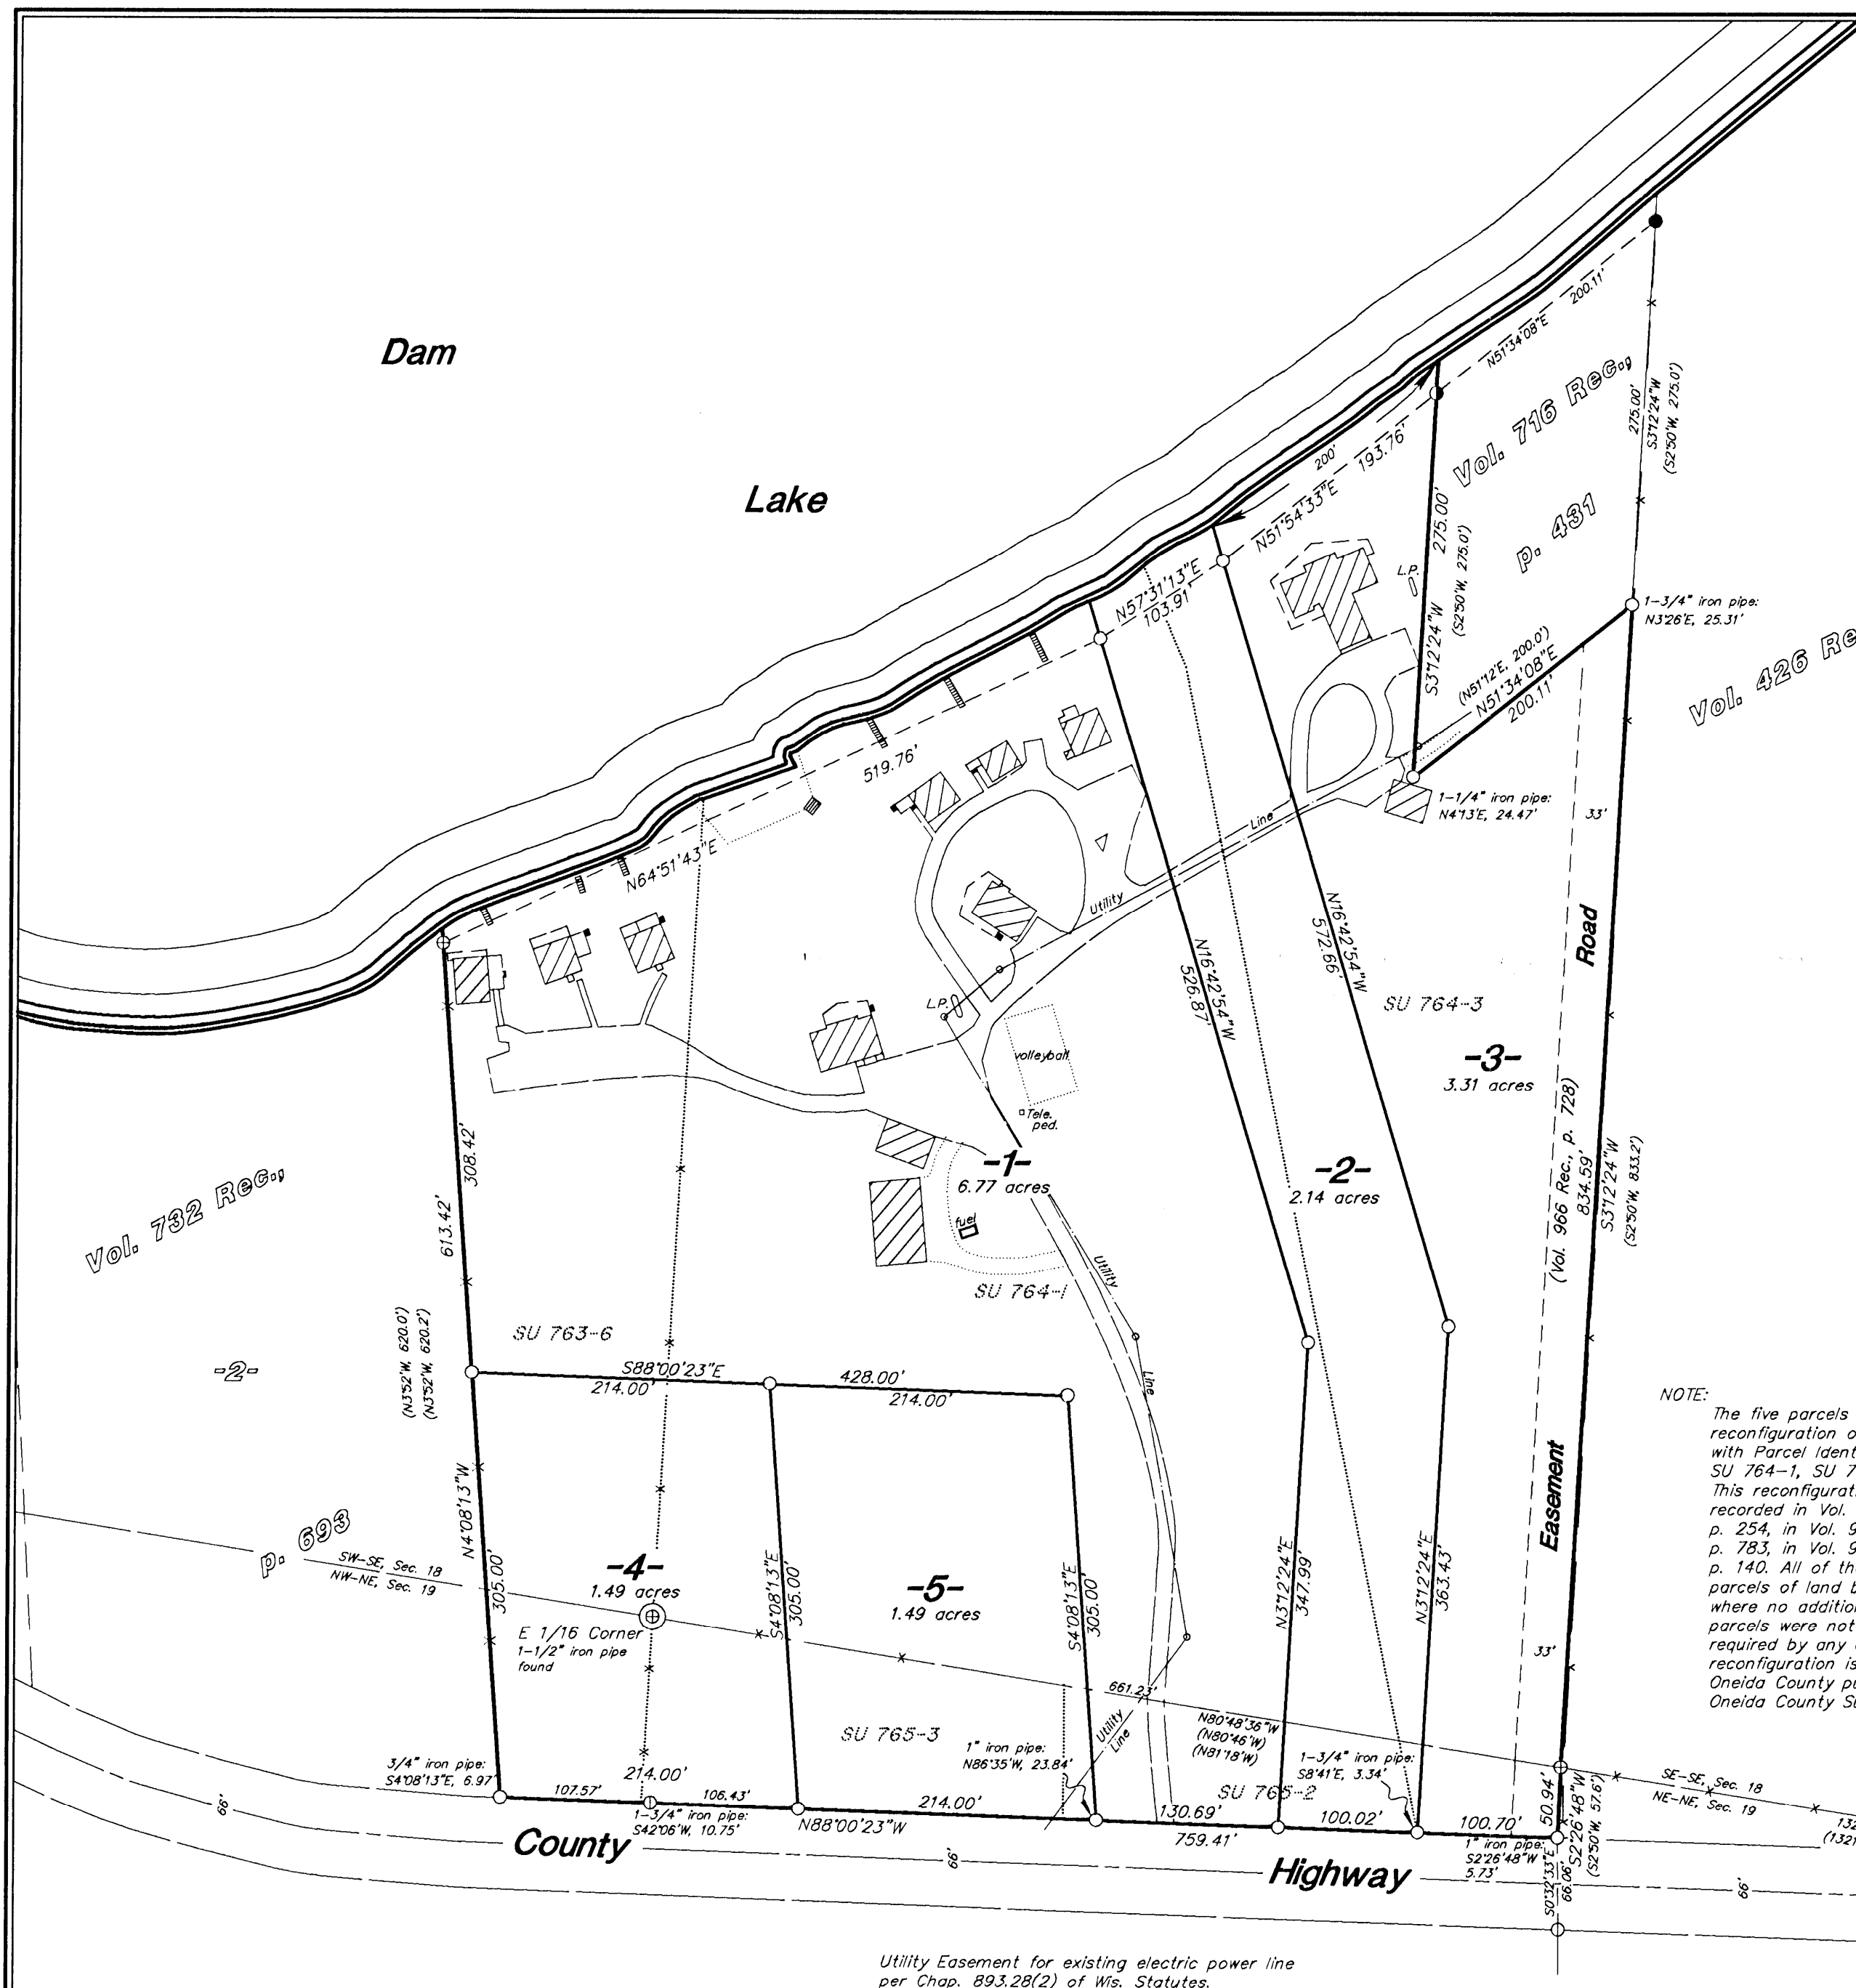 Dam
Lake
200.11'
N51°34'08"E
Vol. 716 Rec.,
p. 431
275.00'
S3°12'24"W
(S2°50'W, 275.0')
200'
193.76'
N51°54'33"E
275.00'
S3°12'24"W
(S2°50'W, 275.0')
L.P.
N57°31'13"E
103.91'
1-3/4" iron pipe:
N3°26'E, 25.31'
(N51°12'E, 200.0')
N51°34'08"E
200.11'
Vol. 426
519.76'
N64°51'43"E
1-1/4" iron pipe:
N4°13'E, 24.47'
33'
Line
Utility
Road
N16°42'54"W
526.87'
N16°42'54"W
572.66'
SU 764-3
-3-
3.31 acres
L.P.
volleyball
Tele.
ped.
-1-
6.77 acres
-2-
2.14 acres
fuel
Utility
Line
SU 764-1
308.42'
613.42'
Vol. 732 Rec.,
(Vol. 966 Rec., p. 728)
834.59'
S3°12'24"W
(S2°50'W, 833.2')
SU 763-6
(N3°52'W, 620.0')
(N3°52'W, 620.2')
-2-
S88°00'23"E
428.00'
214.00'
214.00'
NOTE:
The five parcels
reconfiguration
with Parcel
SU 764-1, SU
This
recorded in Vol.
p. 254, in Vol.
p. 783, in Vol.
p. 140. All of
parcels of land
where no
parcels were not
required by any
reconfiguration is
Oneida County
Oneida County
Easement
N4°08'13"W
305.00'
p. 693
SW-SE, Sec. 18
NW-NE, Sec. 19
-4-
1.49 acres
E 1/16 Corner
1-1/2" iron pipe
found
S4°08'13"E
305.00'
-5-
1.49 acres
S4°08'13"E
305.00'
N3°12'24"E
347.99'
N3°12'24"E
363.43'
33'
661.23'
N80°48'36"W
(N80°46'W)
(N81°18'W)
Utility
Line
SU 765-3
1" iron pipe:
N86°35'W, 23.84'
1-3/4" iron pipe:
S8°41'E, 3.34'
SU 765-2
SE-SE, Sec. 18
NE-NE, Sec. 19
3/4" iron pipe:
S4°08'13"E, 6.97'
107.57'
214.00'
106.43'
1-3/4" iron pipe:
S42°06'W, 10.75'
N88°00'23"W
214.00'
130.69'
759.41'
100.02'
100.70'
1" iron pipe:
S2°26'48"W
5.73'
50.94'
S2°26'48"W
(S2°50'W, 57.6')
S0°32'33"E
66.06'
66'
County
66'
Highway
66'
Utility Easement for existing electric power line
per Chap. 893.28(2) of Wis. Statutes.